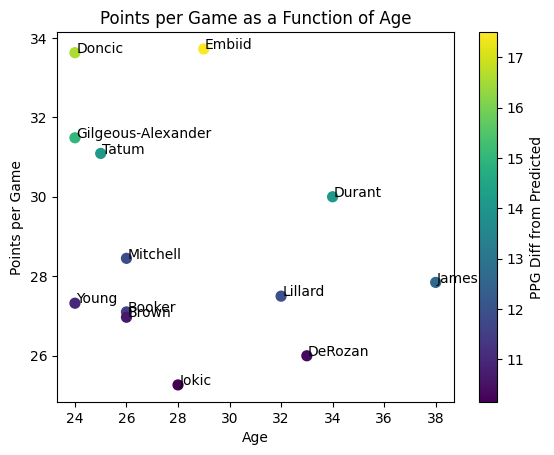 Points per Game as a Function of Age
Points per Game
34
32
30
28
26
Doncic
Embiid
Gilgeous-Alexander
Tatum
Durant
Mitchell
James
Lillard
Young
Booker
Brown
DeRozan
Jokic
24
26
28
30
32
34
36
38
Age
17
16
15
14
13
12
11
PPG Diff from Predicted